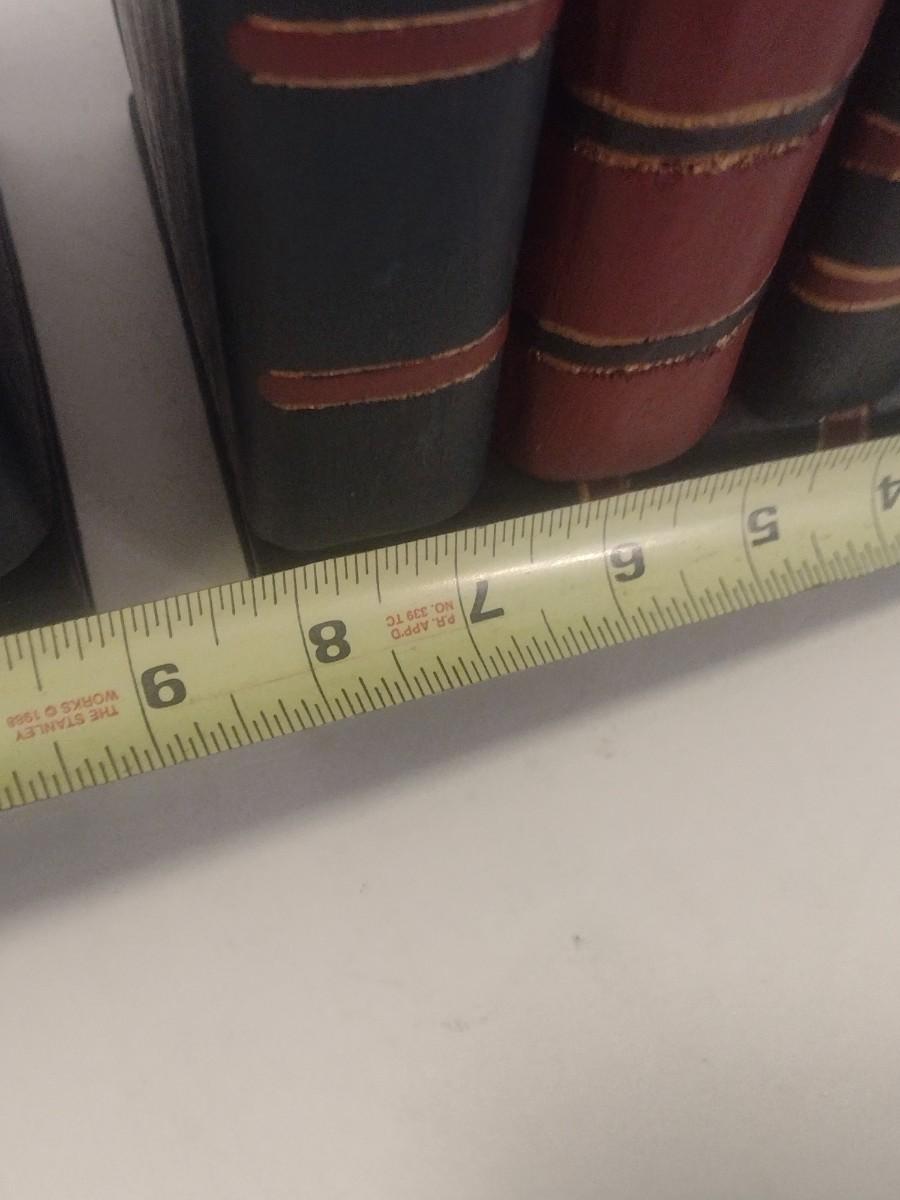 4
5
6
7
P.R. APP'D
NO. 339 TC
8
9
THE STANLEY
WORKS © 1988